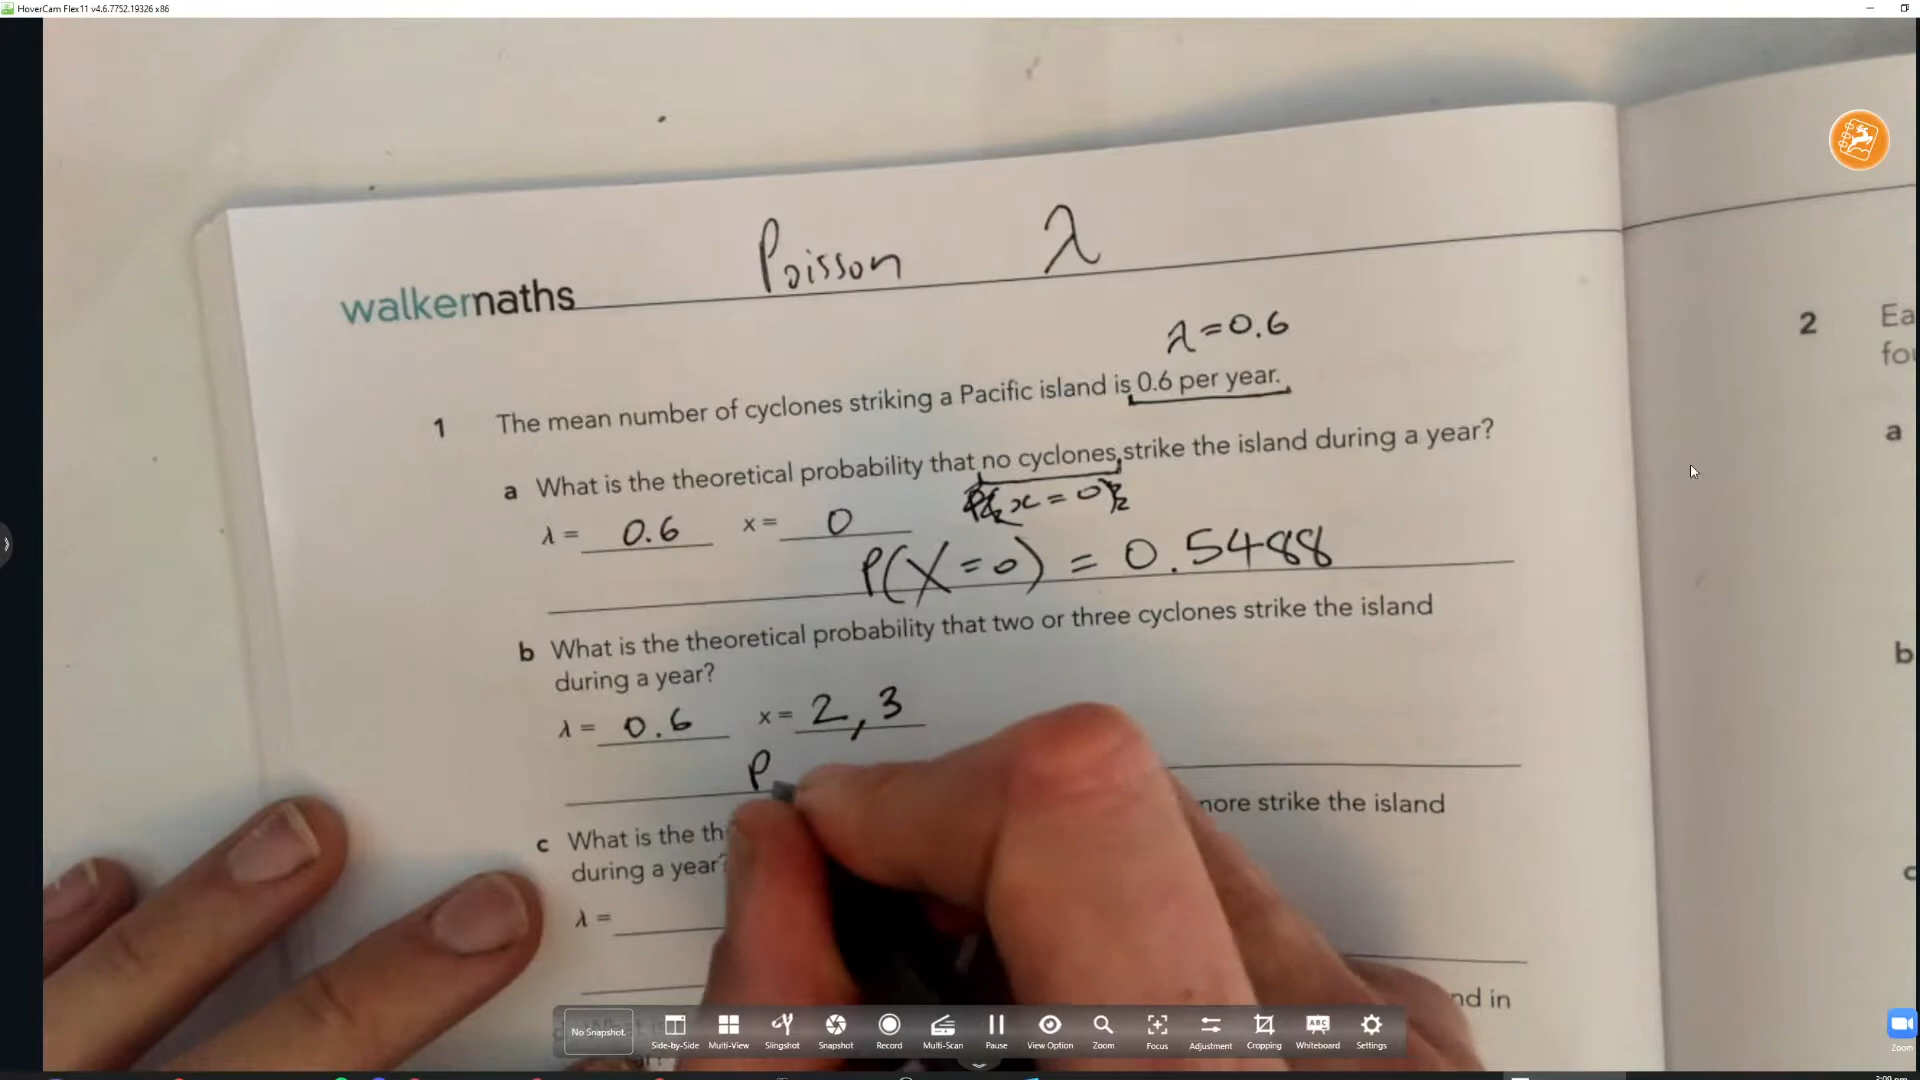 HoverCam Flex11 v4.6.7752.19326 x86
Poisson λ
walkernaths
λ = 0.6
1 The mean number of cyclones striking a Pacific island is 0.6 per year.
a What is the theoretical probability that no cyclones strike the island during a year?
λ = 0.6 x = 0
x = 0
P(X = 0) = 0.5488
b What is the theoretical probability that two or three cyclones strike the island
during a year?
λ = 0.6 x = 2, 3
P
c What is the th
more strike the island
during a year?
λ =
nd in
2 Ea
fo
a
b
c
No Snapshot.
Side-by-Side Multi-View Slingshot Snapshot Record Multi-Scan Pause View Option Zoom Focus Adjustment Cropping Whiteboard Settings
ABC
Zoom